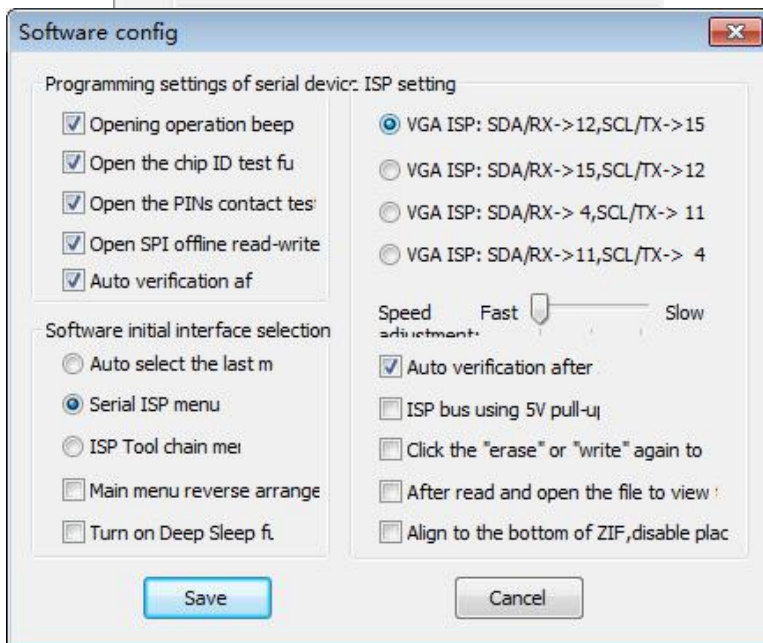 Software config
Programming settings of serial device
Opening operation beep
Open the chip ID test fu
Open the PINs contact test
Open SPI offline read-write
Auto verification af
Software initial interface selection
Auto select the last m
Serial ISP menu
ISP Tool chain mer
Main menu reverse arrange
Turn on Deep Sleep fu
ISP setting
VGA ISP: SDA/RX->12,SCL/TX->15
VGA ISP: SDA/RX->15,SCL/TX->12
VGA ISP: SDA/RX-> 4,SCL/TX-> 11
VGA ISP: SDA/RX->11,SCL/TX-> 4
Speed Fast Slow
adjustment:
Auto verification after
ISP bus using 5V pull-up
Click the "erase" or "write" again to
After read and open the file to view
Align to the bottom of ZIF,disable plac
Save Cancel